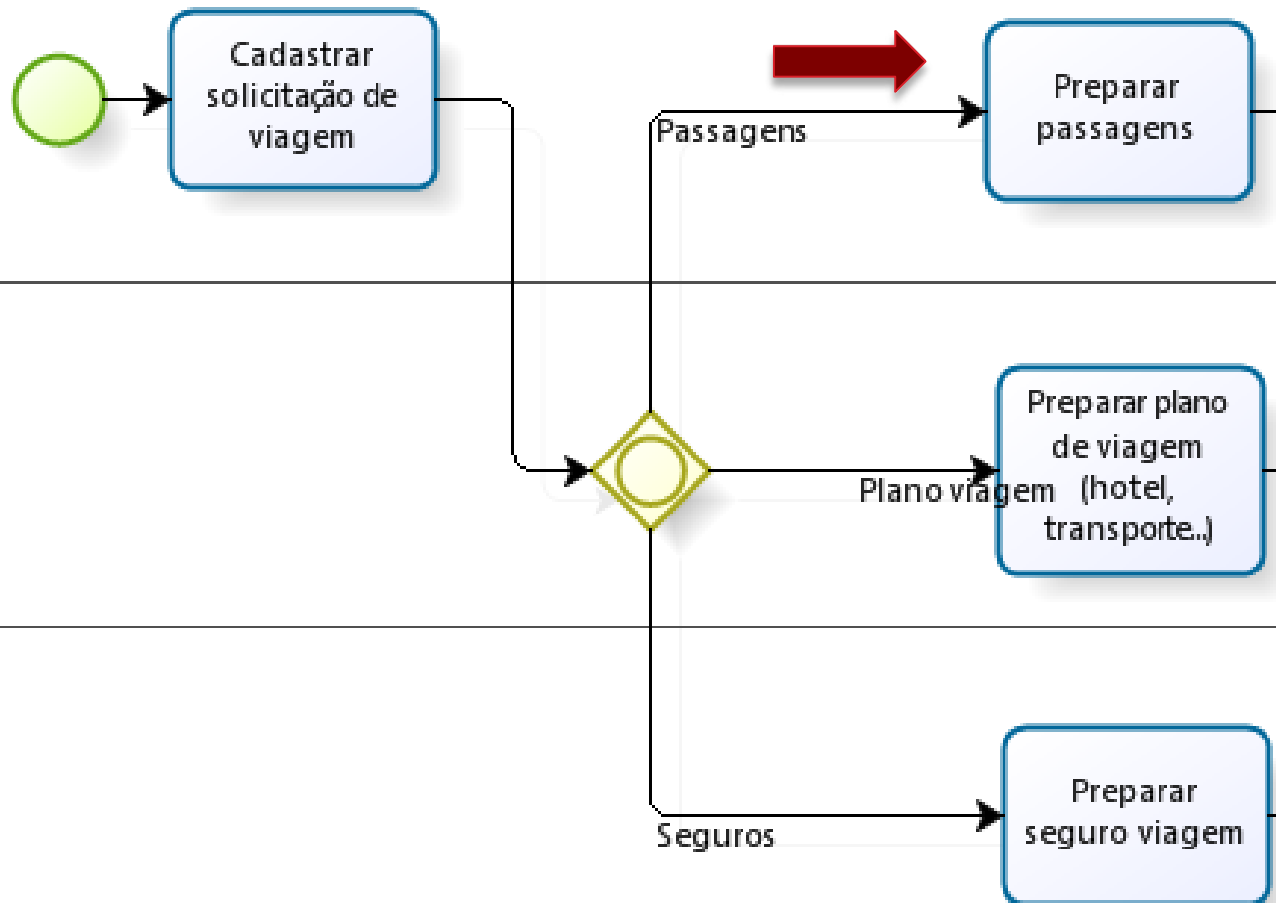 Cadastrar
solicitação de
viagem
Passagens
Preparar
passagens
Plano viagem
Preparar plano
de viagem
(hotel,
transporte..)
Seguros
Preparar
seguro viagem